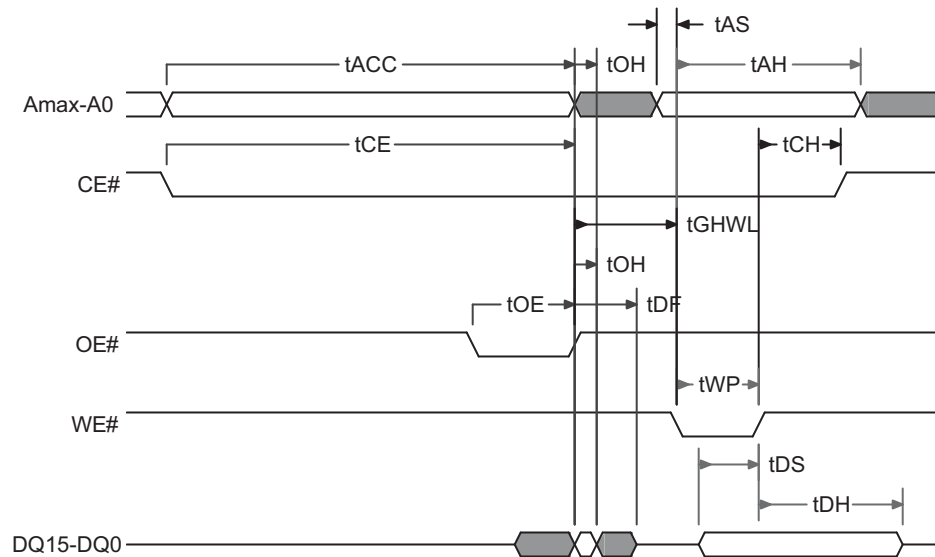 tAS
tACC
tOH
tAH
Amax-A0
tCE
tCH
CE#
tGHWL
tOH
tOE
tDF
OE#
tWP
WE#
tDS
tDH
DQ15-DQ0